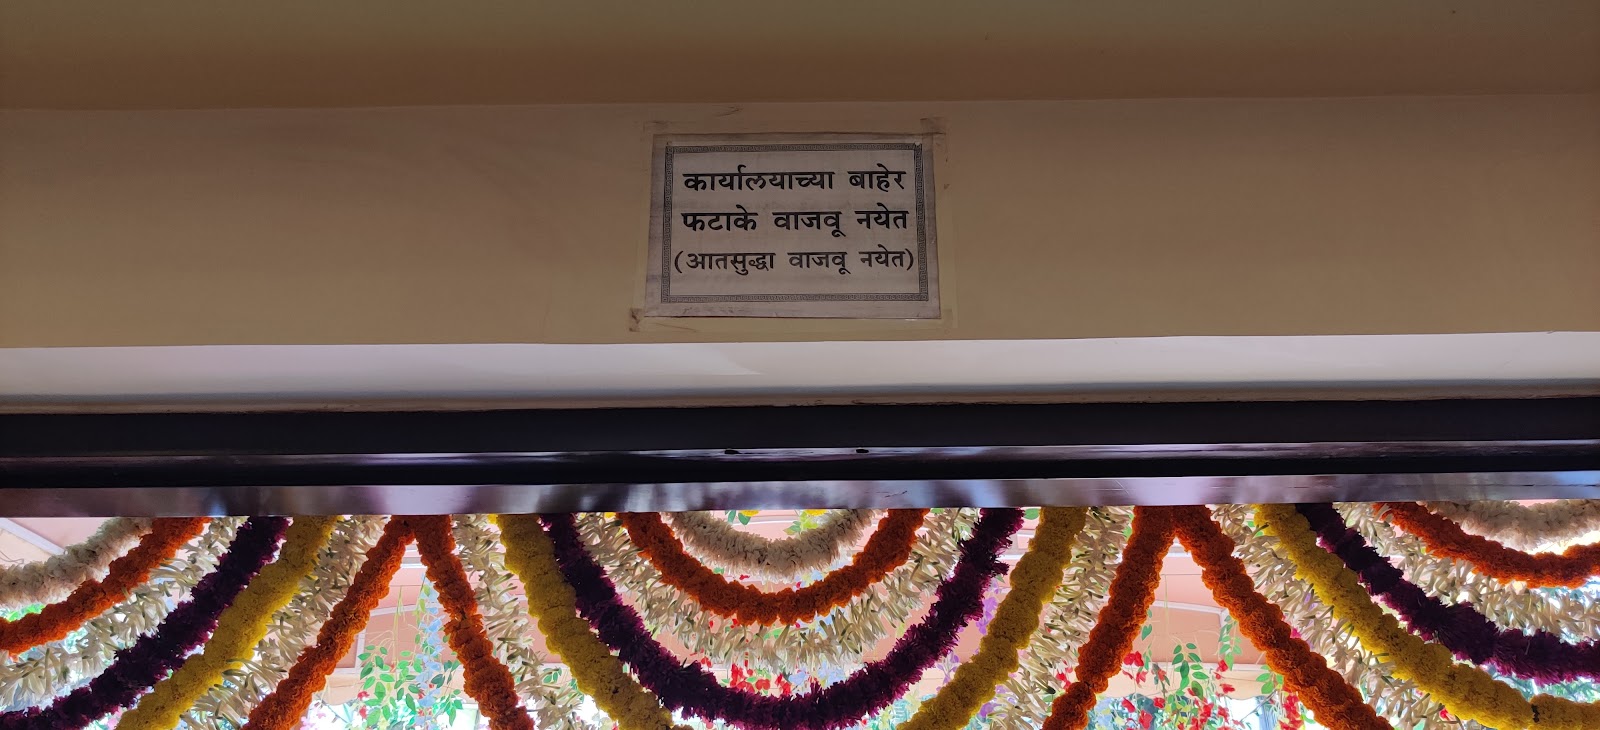 कार्यालयाच्या बाहेर
फटाके वाजवू नयेत
(आतसुद्धा वाजवू नयेत)